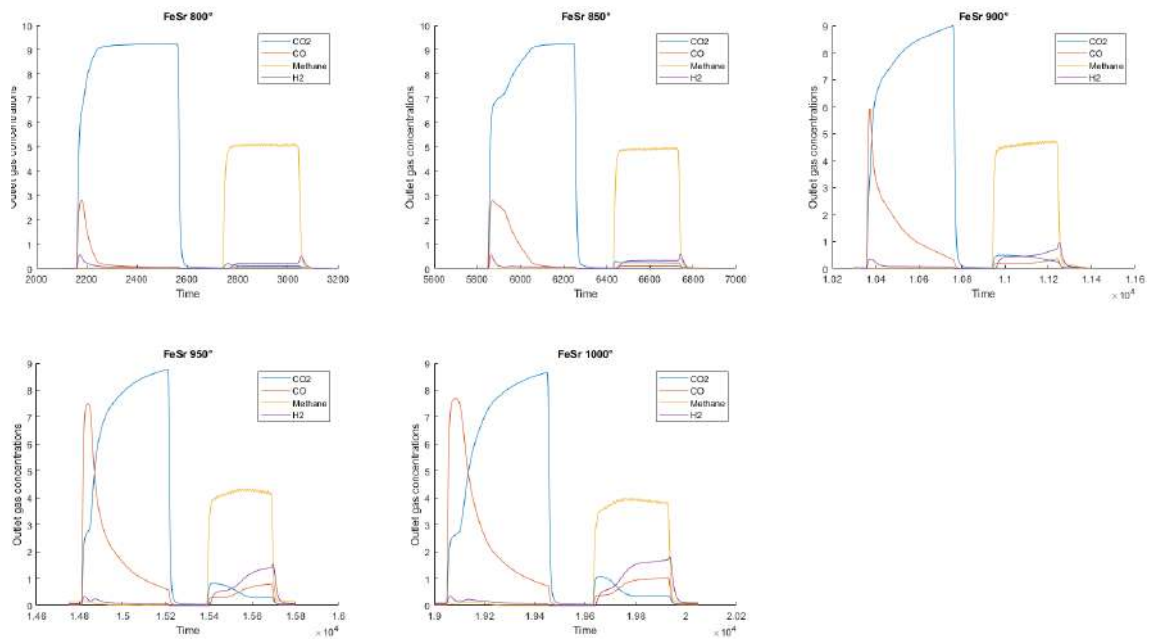 FeSr 800°
Outlet gas concentrations
10
9
8
7
6
5
4
3
2
1
0
2000 2200 2400 2600 2800 3000 3200
Time
CO2
CO
Methane
H2
FeSr 850°
Outlet gas concentrations
10
9
8
7
6
5
4
3
2
1
0
5600 5800 6000 6200 6400 6600 6800 7000
Time
CO2
CO
Methane
H2
FeSr 900°
Outlet gas concentrations
9
8
7
6
5
4
3
2
1
0
1.02 1.04 1.06 1.08 1.1 1.12 1.14 1.16
Time
× 10⁴
CO2
CO
Methane
H2
FeSr 950°
Outlet gas concentrations
9
8
7
6
5
4
3
2
1
0
1.46 1.48 1.5 1.52 1.54 1.56 1.58 1.6
Time
× 10⁴
CO2
CO
Methane
H2
FeSr 1000°
Outlet gas concentrations
9
8
7
6
5
4
3
2
1
0
1.9 1.92 1.94 1.96 1.98 2 2.02
Time
× 10⁴
CO2
CO
Methane
H2